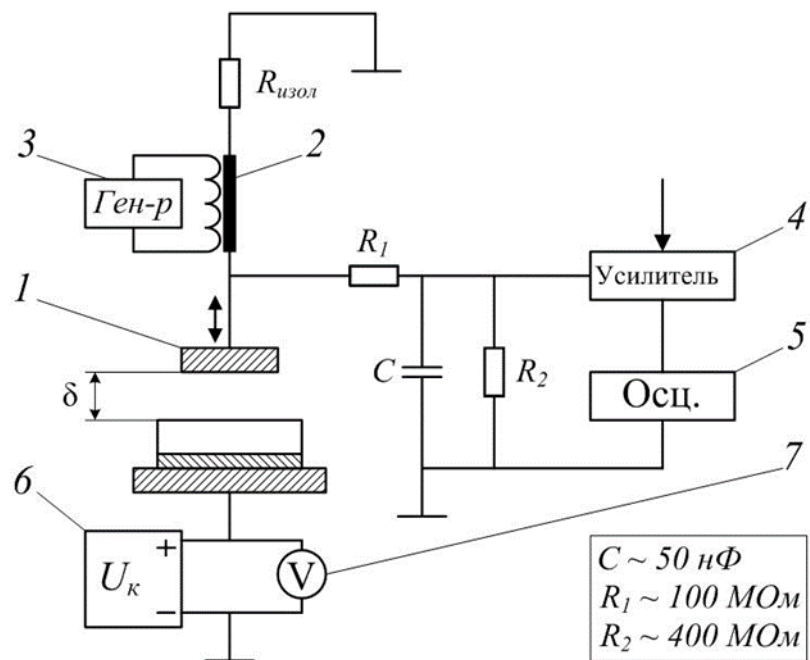 R_изол
3
2
Ген-р
R_1
4
Усилитель
1
5
δ
C
R_2
Осц.
7
6
+
U_к
V
−
C ~ 50 нФ
R_1 ~ 100 МОм
R_2 ~ 400 МОм